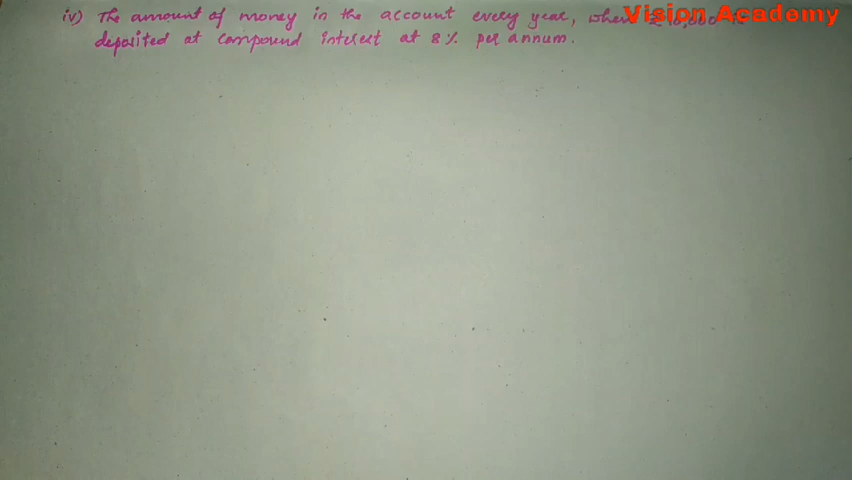 iv) The amount of money in the account every year, when
Vision Academy
deposited at compound interest at 8% per annum.